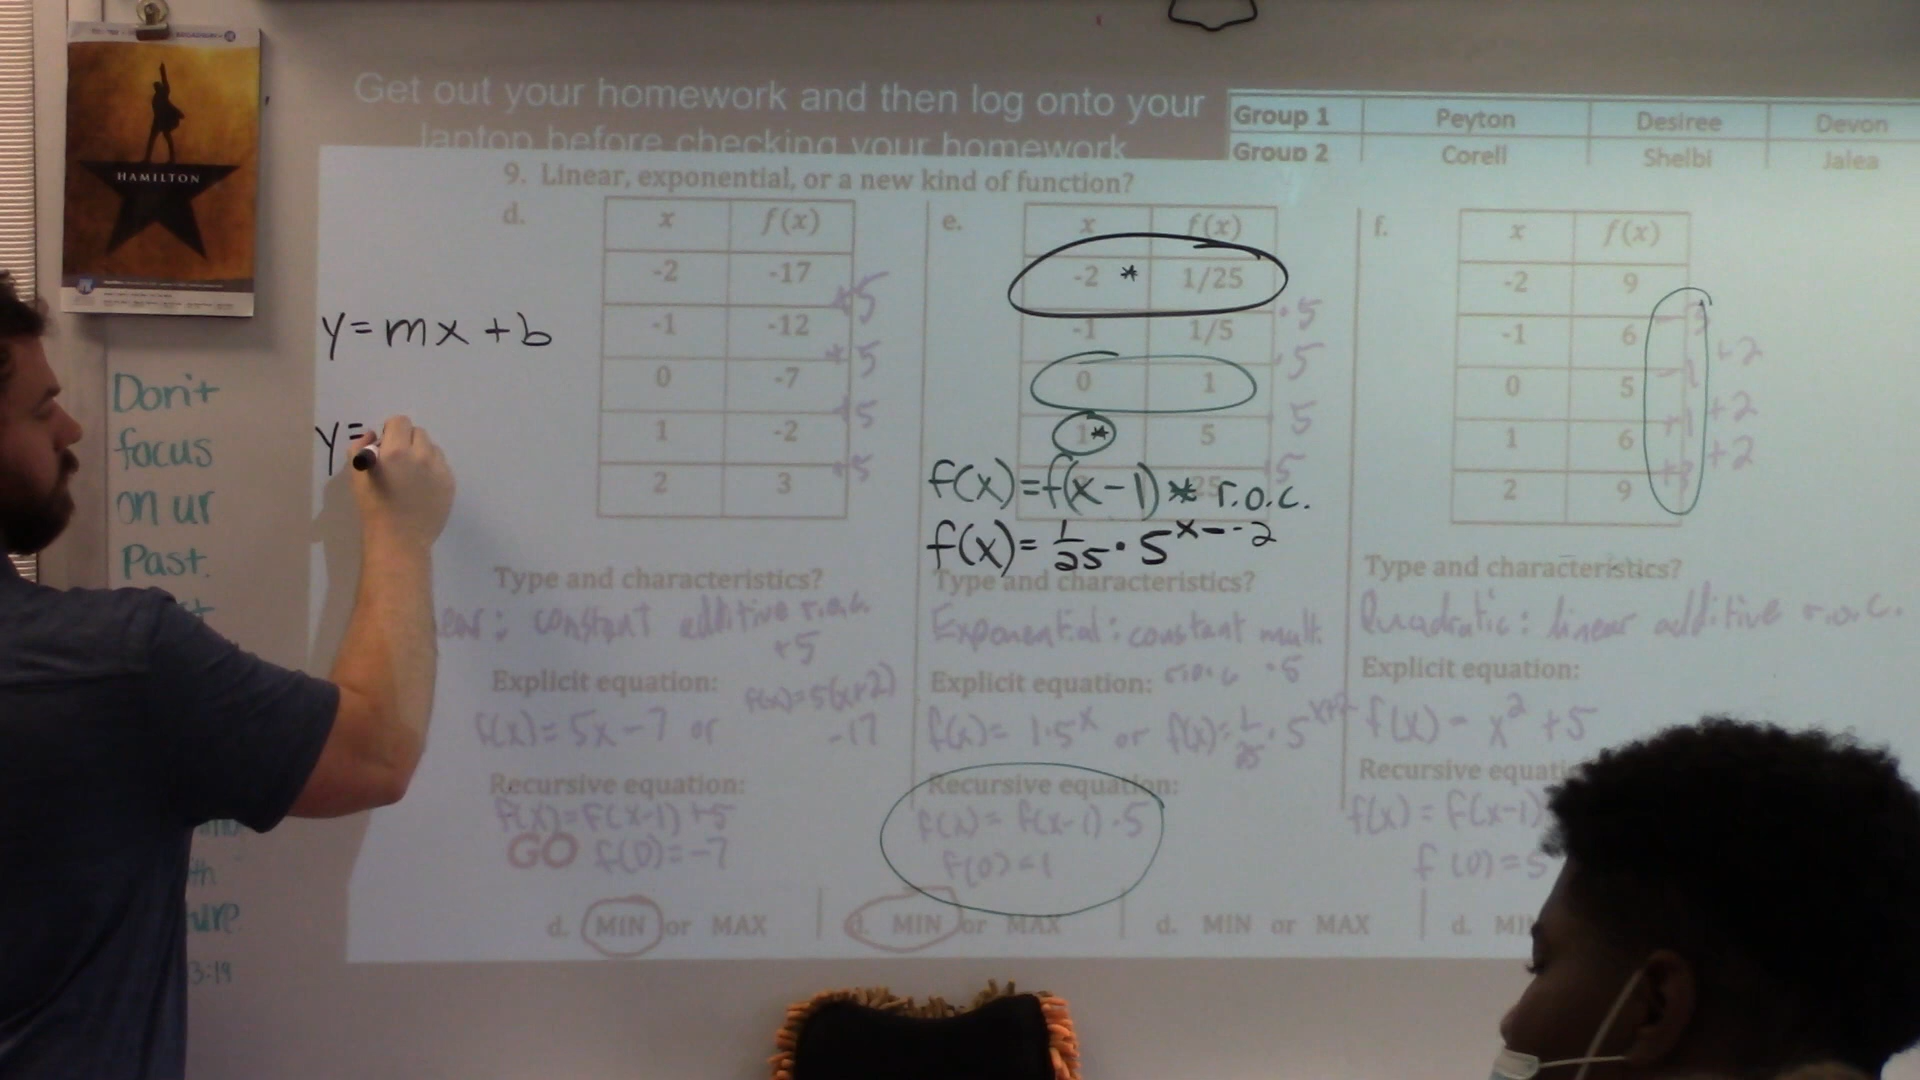 HAMILTON
Don't
focus
on ur
Past.
3:19
Get out your homework and then log onto your
laptop before checking your homework
Group 1 Peyton Desiree Devon
Group 2 Corell Shelbi Jalea
9. Linear, exponential, or a new kind of function?
y=mx+b
y=
d.
x f(x)
-2 -17
-1 -12
0 -7
1 -2
2 3
+5
+5
+5
+5
Type and characteristics?
constant additive r.o.c.
+5
Explicit equation:
f(x)=5(x+2)
-17
f(x)=5x-7 or
Recursive equation:
f(x)=f(x-1)+5
GO f(0)=-7
e.
x f(x)
-2 * 1/25
-1 1/5
0 1
1* 5
25
·5
·5
5
5
f(x)=f(x-1)* r.o.c.
f(x)=1/25·5^x--2
Type and characteristics?
Exponential: constant mult.
r.o.c ·5
Explicit equation:
f(x)=1·5^x or f(x)=1/25·5^x+2
Recursive equation:
f(x)=f(x-1)·5
f(0)=1
f.
x f(x)
-2 9
-1 6
0 5
1 6
2 9
-3
-1
+1
+3
+2
+2
+2
Type and characteristics?
Quadratic: linear additive r.o.c.
Explicit equation:
f(x)=x²+5
Recursive equati
f(x)=f(x-1)
f(0)=5
d. MIN or MAX
d. MIN or MAX
d. MIN or MAX
d. MI